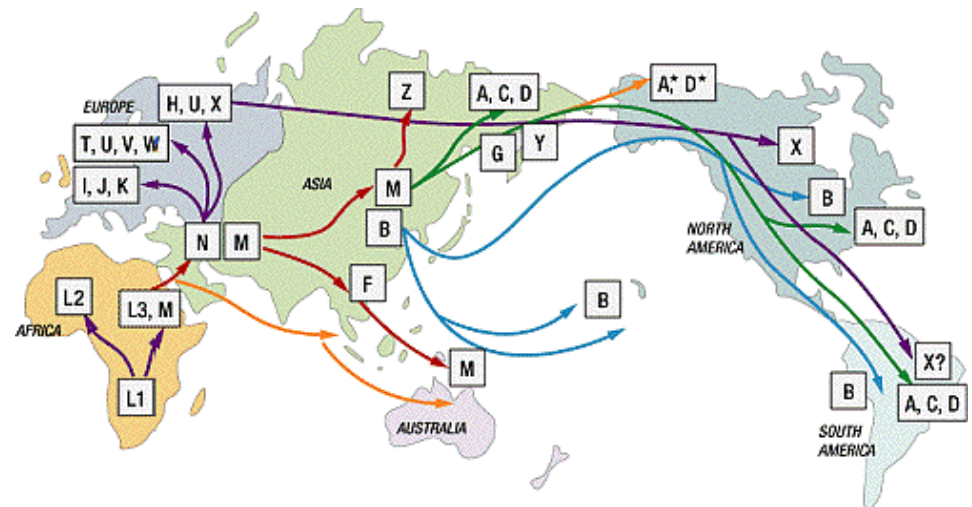 EUROPE
H, U, X
T, U, V, W
I, J, K
N
M
L2
L3, M
AFRICA
L1
ASIA
Z
A, C, D
M
B
G
Y
F
M
AUSTRALIA
B
A,* D*
X
B
NORTH
AMERICA
A, C, D
X?
B
A, C, D
SOUTH
AMERICA